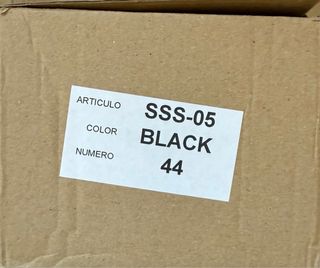 ARTICULO SSS-05
COLOR BLACK
NUMERO 44